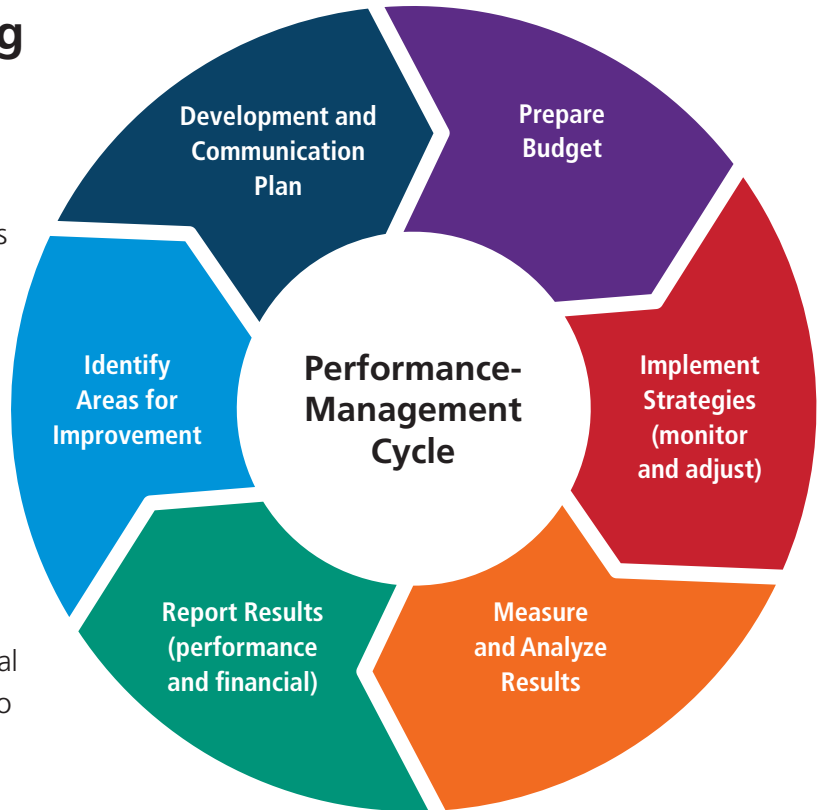 g
s
al
o
Development and
Communication
Plan
Prepare
Budget
Implement
Strategies
(monitor
and adjust)
Measure
and Analyze
Results
Report Results
(performance
and financial)
Identify
Areas for
Improvement
Performance-
Management
Cycle